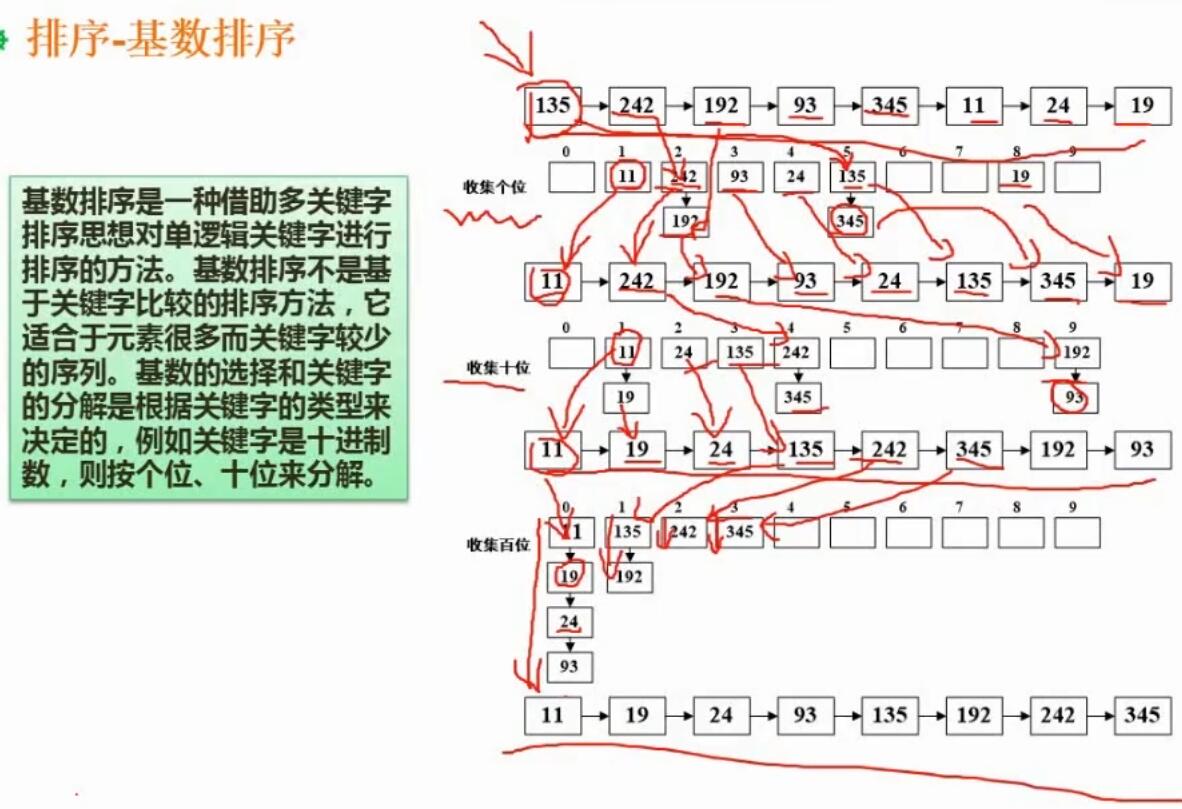 排序-基数排序
基数排序是一种借助多关键字
排序思想对单逻辑关键字进行
排序的方法。基数排序不是基
于关键字比较的排序方法，它
适合于元素很多而关键字较少
的序列。基数的选择和关键字
的分解是根据关键字的类型来
决定的，例如关键字是十进制
数，则按个位、十位来分解。
135 242 192 93 345 11 24 19
0 1 2 3 4 5 6 7 8 9
收集个位 11 242 93 24 135 19
192 345
11 242 192 93 24 135 345 19
0 1 2 3 4 5 6 7 8 9
收集十位 11 24 135 242 192
19 345 93
11 19 24 135 242 345 192 93
0 1 2 3 4 5 6 7 8 9
收集百位 11 135 242 345
19 192
24
93
11 19 24 93 135 192 242 345